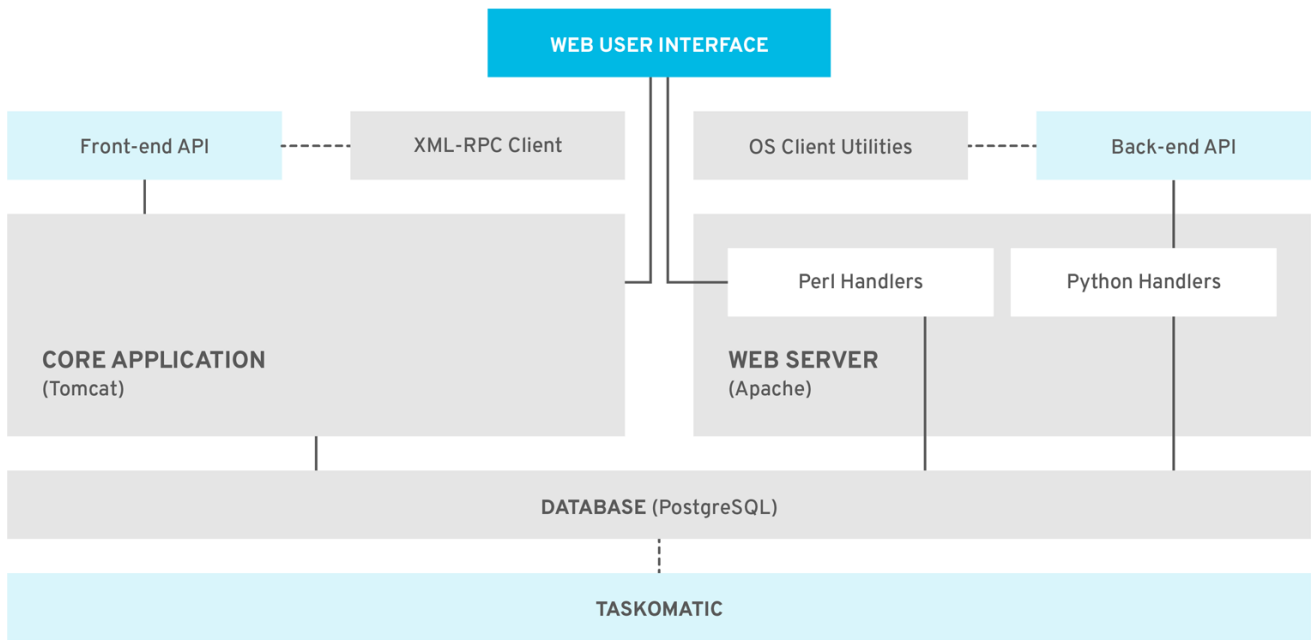 WEB USER INTERFACE
Front-end API
XML-RPC Client
OS Client Utilities
Back-end API
Perl Handlers
Python Handlers
CORE APPLICATION
(Tomcat)
WEB SERVER
(Apache)
DATABASE (PostgreSQL)
TASKOMATIC